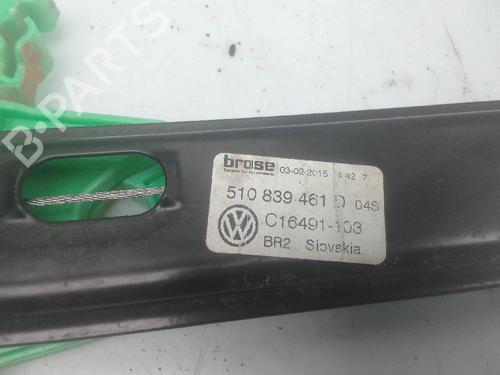 B-PARTS
brose 03-02-2015 4 42 7
510 839 461 D 04S
C16491-103
BR2 Slovakia